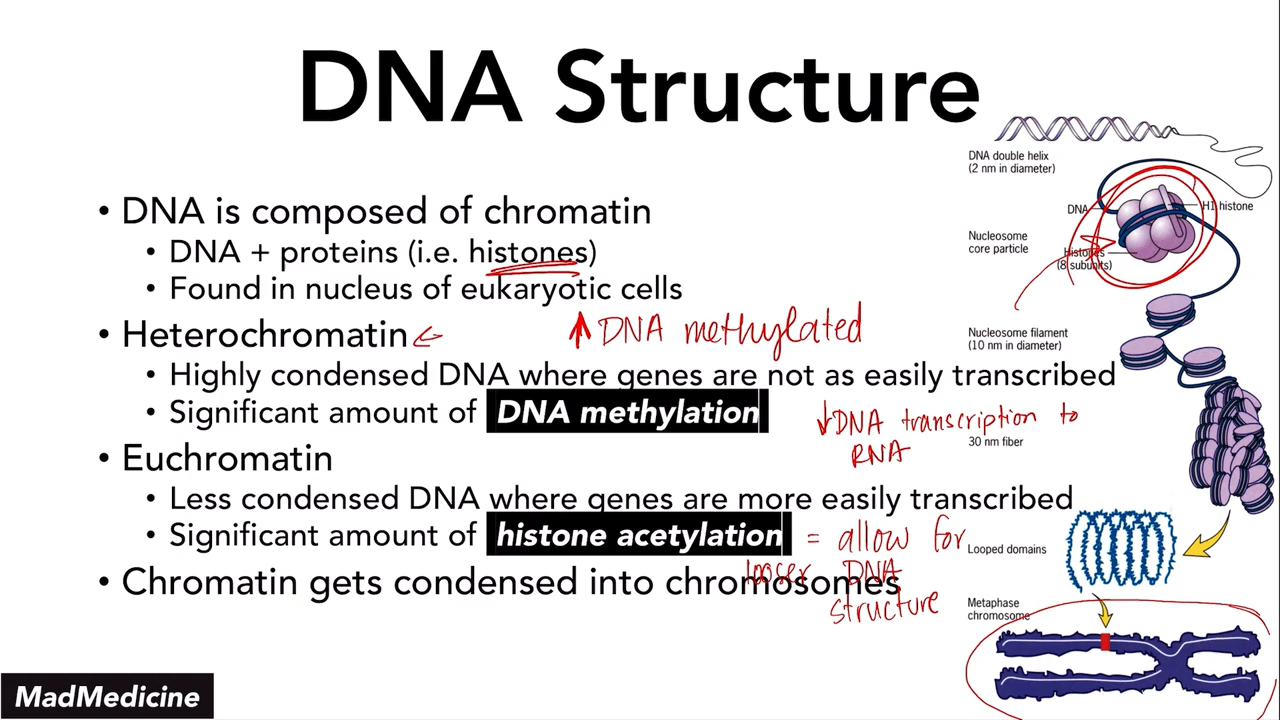 DNA Structure
• DNA is composed of chromatin
• DNA + proteins (i.e. histones)
• Found in nucleus of eukaryotic cells
• Heterochromatin ←
↑ DNA methylated
• Highly condensed DNA where genes are not as easily transcribed
• Significant amount of DNA methylation
↓DNA transcription to
RNA
• Euchromatin
• Less condensed DNA where genes are more easily transcribed
• Significant amount of histone acetylation = allow for
looser DNA
structure
• Chromatin gets condensed into chromosomes
DNA double helix
(2 nm in diameter)
DNA
H1 histone
Nucleosome
core particle
Histones
(8 subunits)
Nucleosome filament
(10 nm in diameter)
30 nm fiber
Looped domains
Metaphase
chromosome
MadMedicine